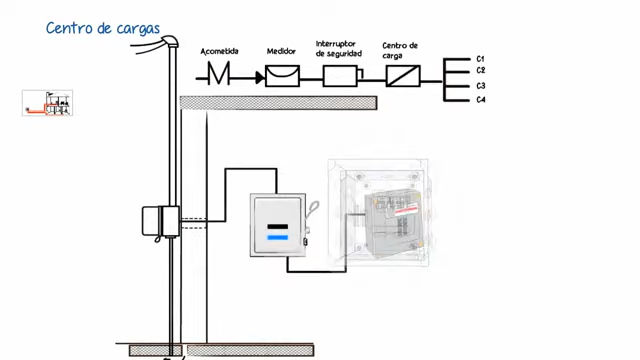 Centro de cargas
Acometida
Medidor
Interruptor
de seguridad
Centro de
carga
C1
C2
C3
C4